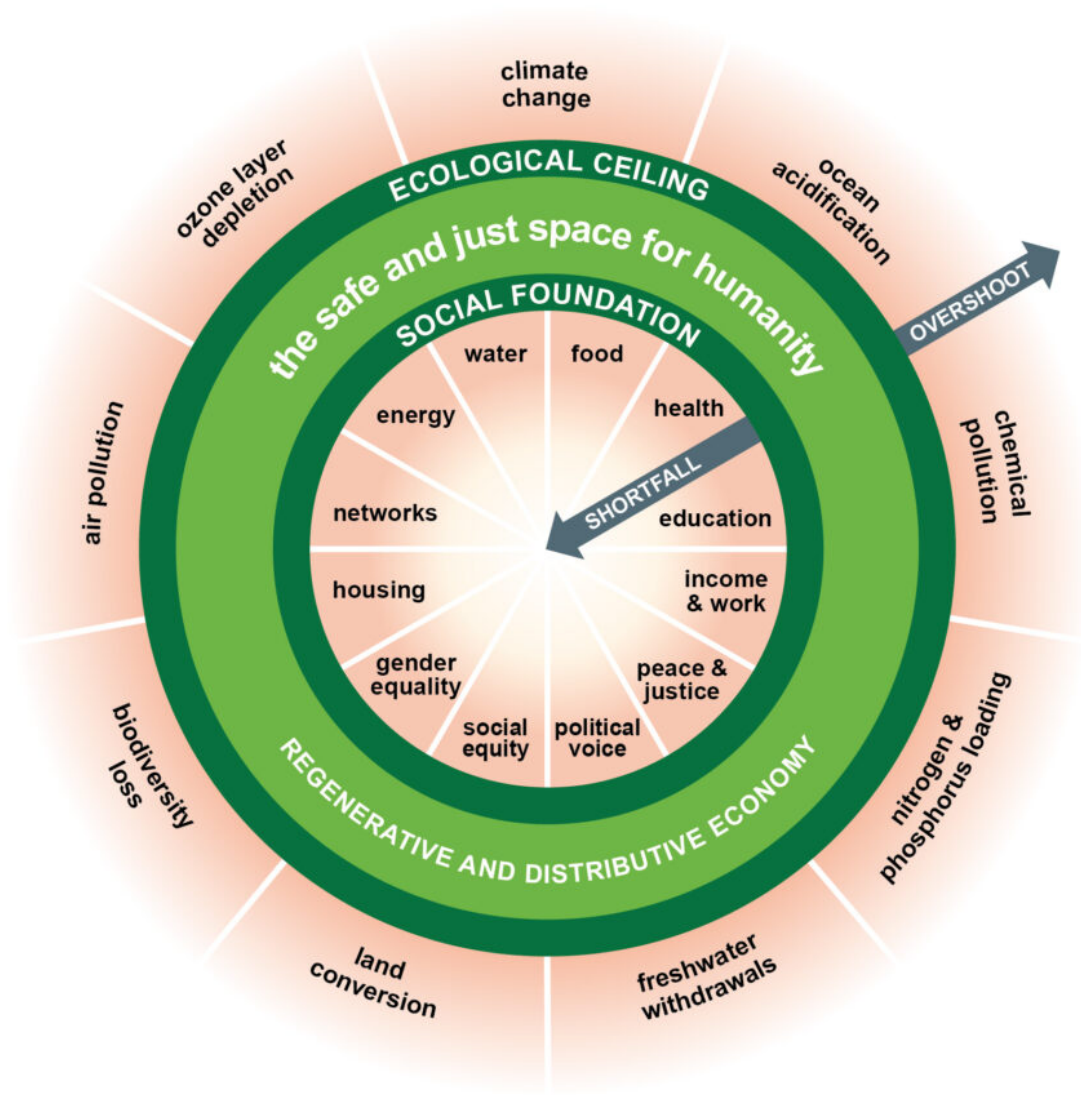 climate
change
ocean
acidification
OVERSHOOT
chemical
pollution
nitrogen &
phosphorus loading
freshwater
withdrawals
land
conversion
biodiversity
loss
air pollution
ozone layer
depletion
ECOLOGICAL CEILING
the safe and just space for humanity
SOCIAL FOUNDATION
water
food
health
SHORTFALL
education
income
& work
peace &
justice
political
voice
social
equity
gender
equality
housing
networks
energy
REGENERATIVE AND DISTRIBUTIVE ECONOMY